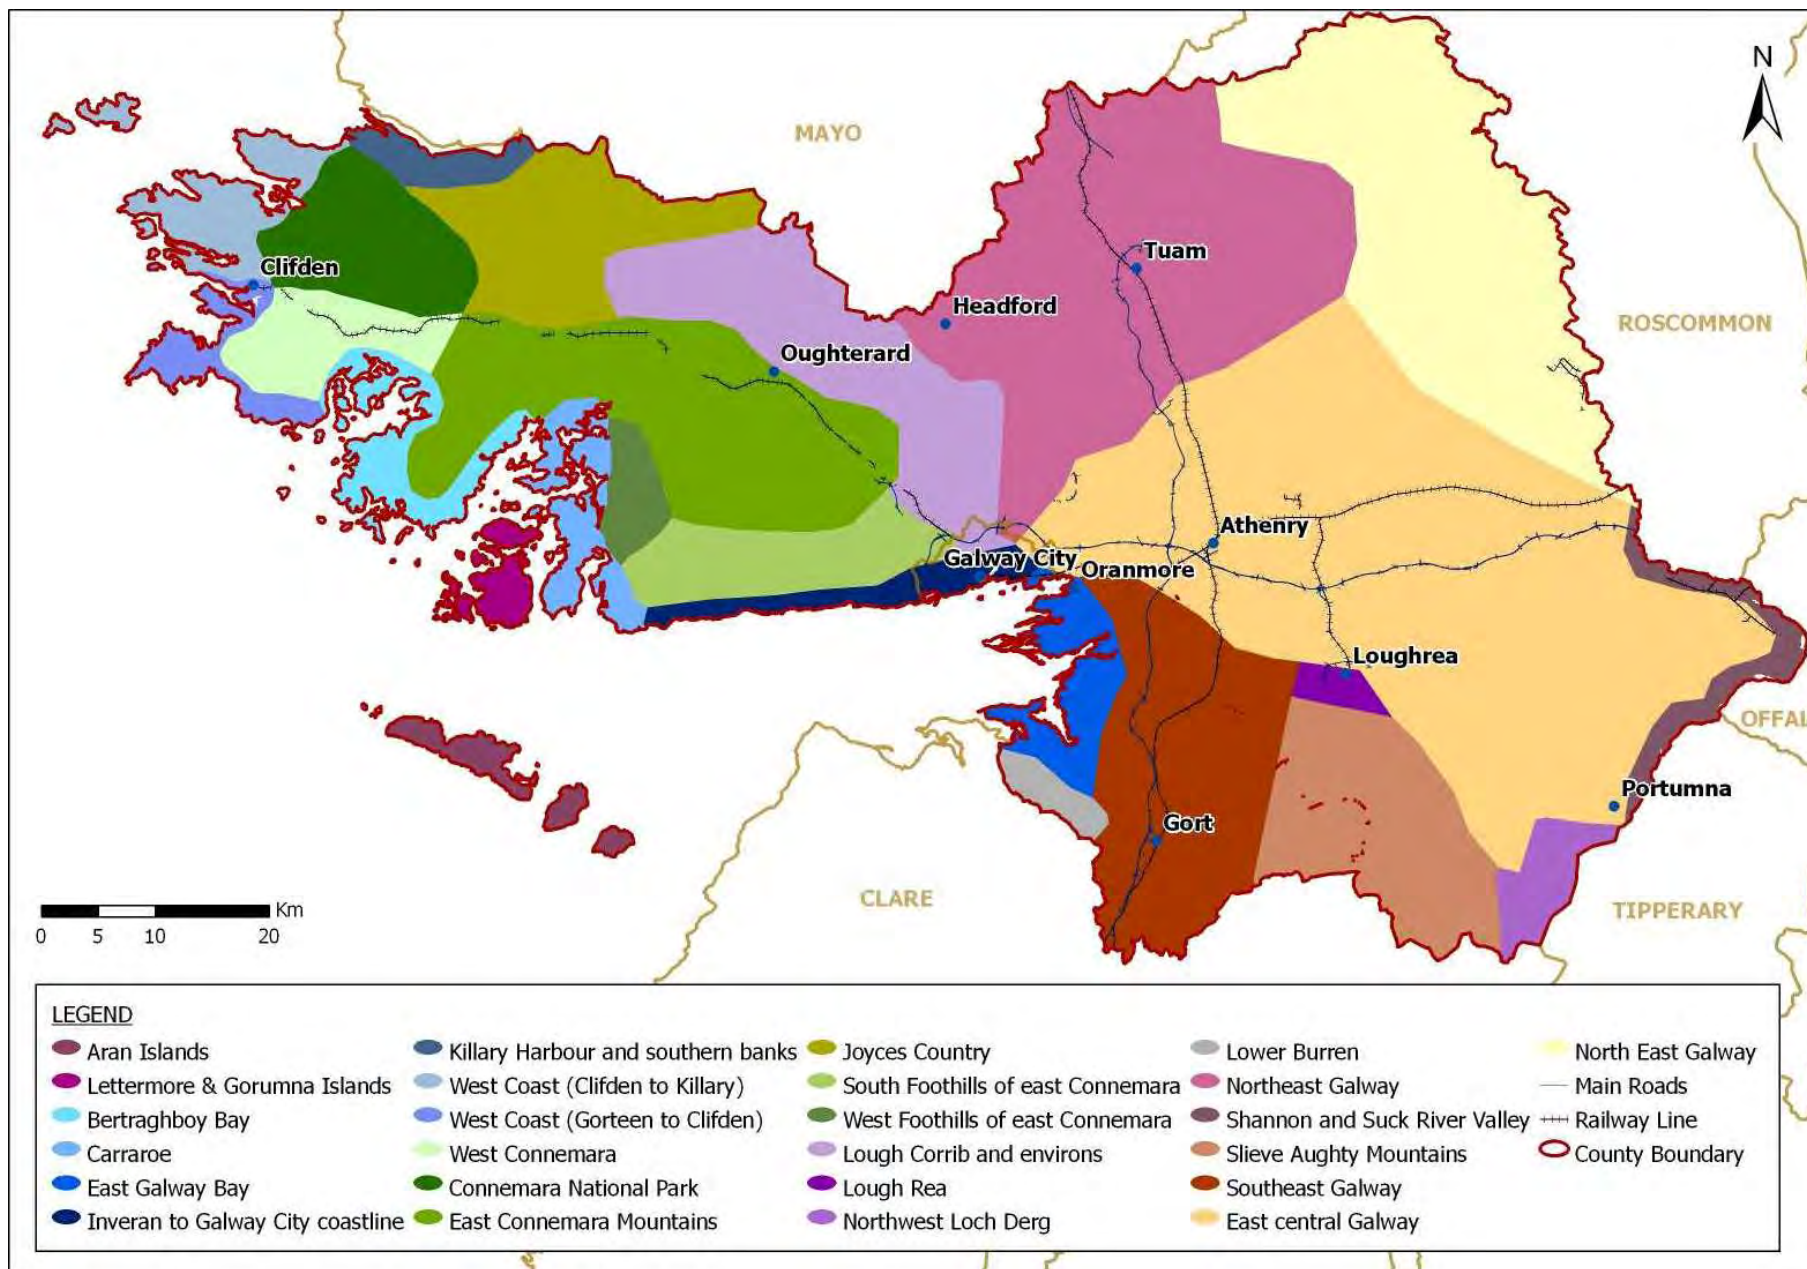 N
MAYO
Tuam
Clifden
Headford
ROSCOMMON
Oughterard
Athenry
Galway City
Oranmore
Loughrea
OFFAL
Portumna
Gort
CLARE
TIPPERARY
Km
0 5 10 20
LEGEND
Aran Islands
Lettermore & Gorumna Islands
Bertraghboy Bay
Carraroe
East Galway Bay
Inveran to Galway City coastline
Killary Harbour and southern banks
West Coast (Clifden to Killary)
West Coast (Gorteen to Clifden)
West Connemara
Connemara National Park
East Connemara Mountains
Joyces Country
South Foothills of east Connemara
West Foothills of east Connemara
Lough Corrib and environs
Lough Rea
Northwest Loch Derg
Lower Burren
Northeast Galway
Shannon and Suck River Valley
Slieve Aughty Mountains
Southeast Galway
East central Galway
North East Galway
Main Roads
Railway Line
County Boundary